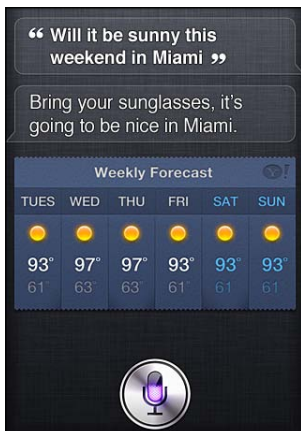 “ Will it be sunny this
weekend in Miami ”
Bring your sunglasses, it's
going to be nice in Miami.
Weekly Forecast Y!
TUES WED THU FRI SAT SUN
93° 97° 97° 93° 93° 93°
61° 63° 63° 61° 61° 61°